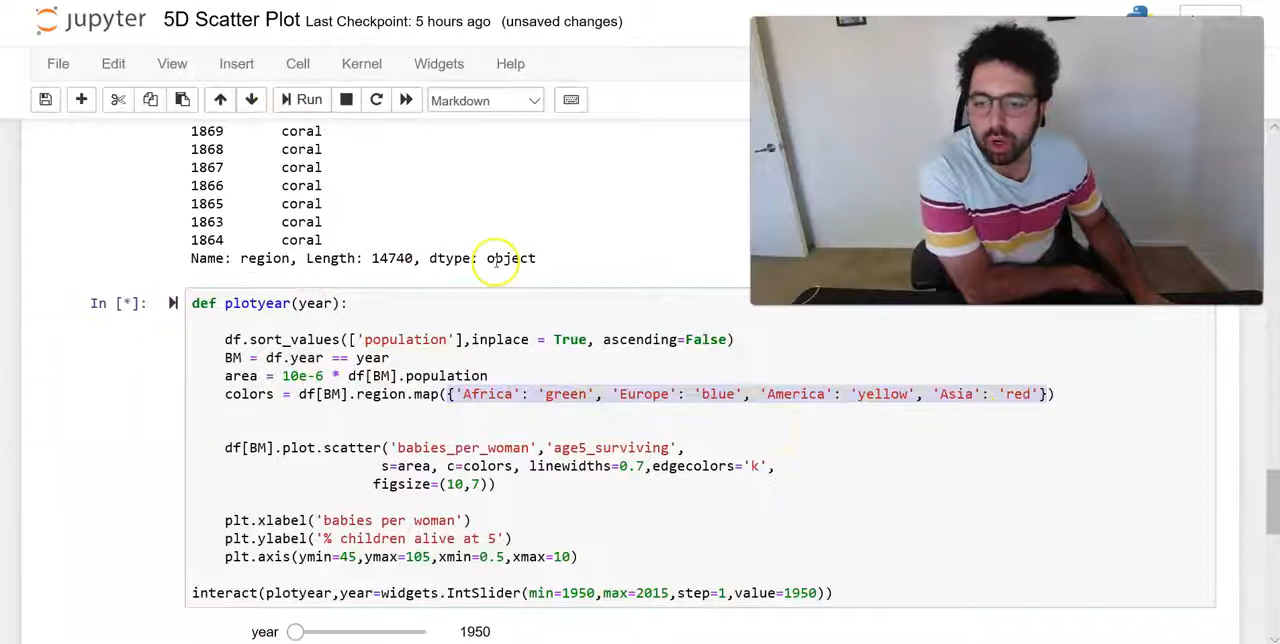 jupyter 5D Scatter Plot Last Checkpoint: 5 hours ago (unsaved changes)
File Edit View Insert Cell Kernel Widgets Help
Run Markdown
1869 coral
1868 coral
1867 coral
1866 coral
1865 coral
1863 coral
1864 coral
Name: region, Length: 14740, dtype: object
In [*]: def plotyear(year):
df.sort_values(['population'],inplace = True, ascending=False)
BM = df.year == year
area = 10e-6 * df[BM].population
colors = df[BM].region.map({'Africa': 'green', 'Europe': 'blue', 'America': 'yellow', 'Asia': 'red'})
df[BM].plot.scatter('babies_per_woman','age5_surviving',
s=area, c=colors, linewidths=0.7,edgecolors='k',
figsize=(10,7))
plt.xlabel('babies per woman')
plt.ylabel('% children alive at 5')
plt.axis(ymin=45,ymax=105,xmin=0.5,xmax=10)
interact(plotyear,year=widgets.IntSlider(min=1950,max=2015,step=1,value=1950))
year 1950